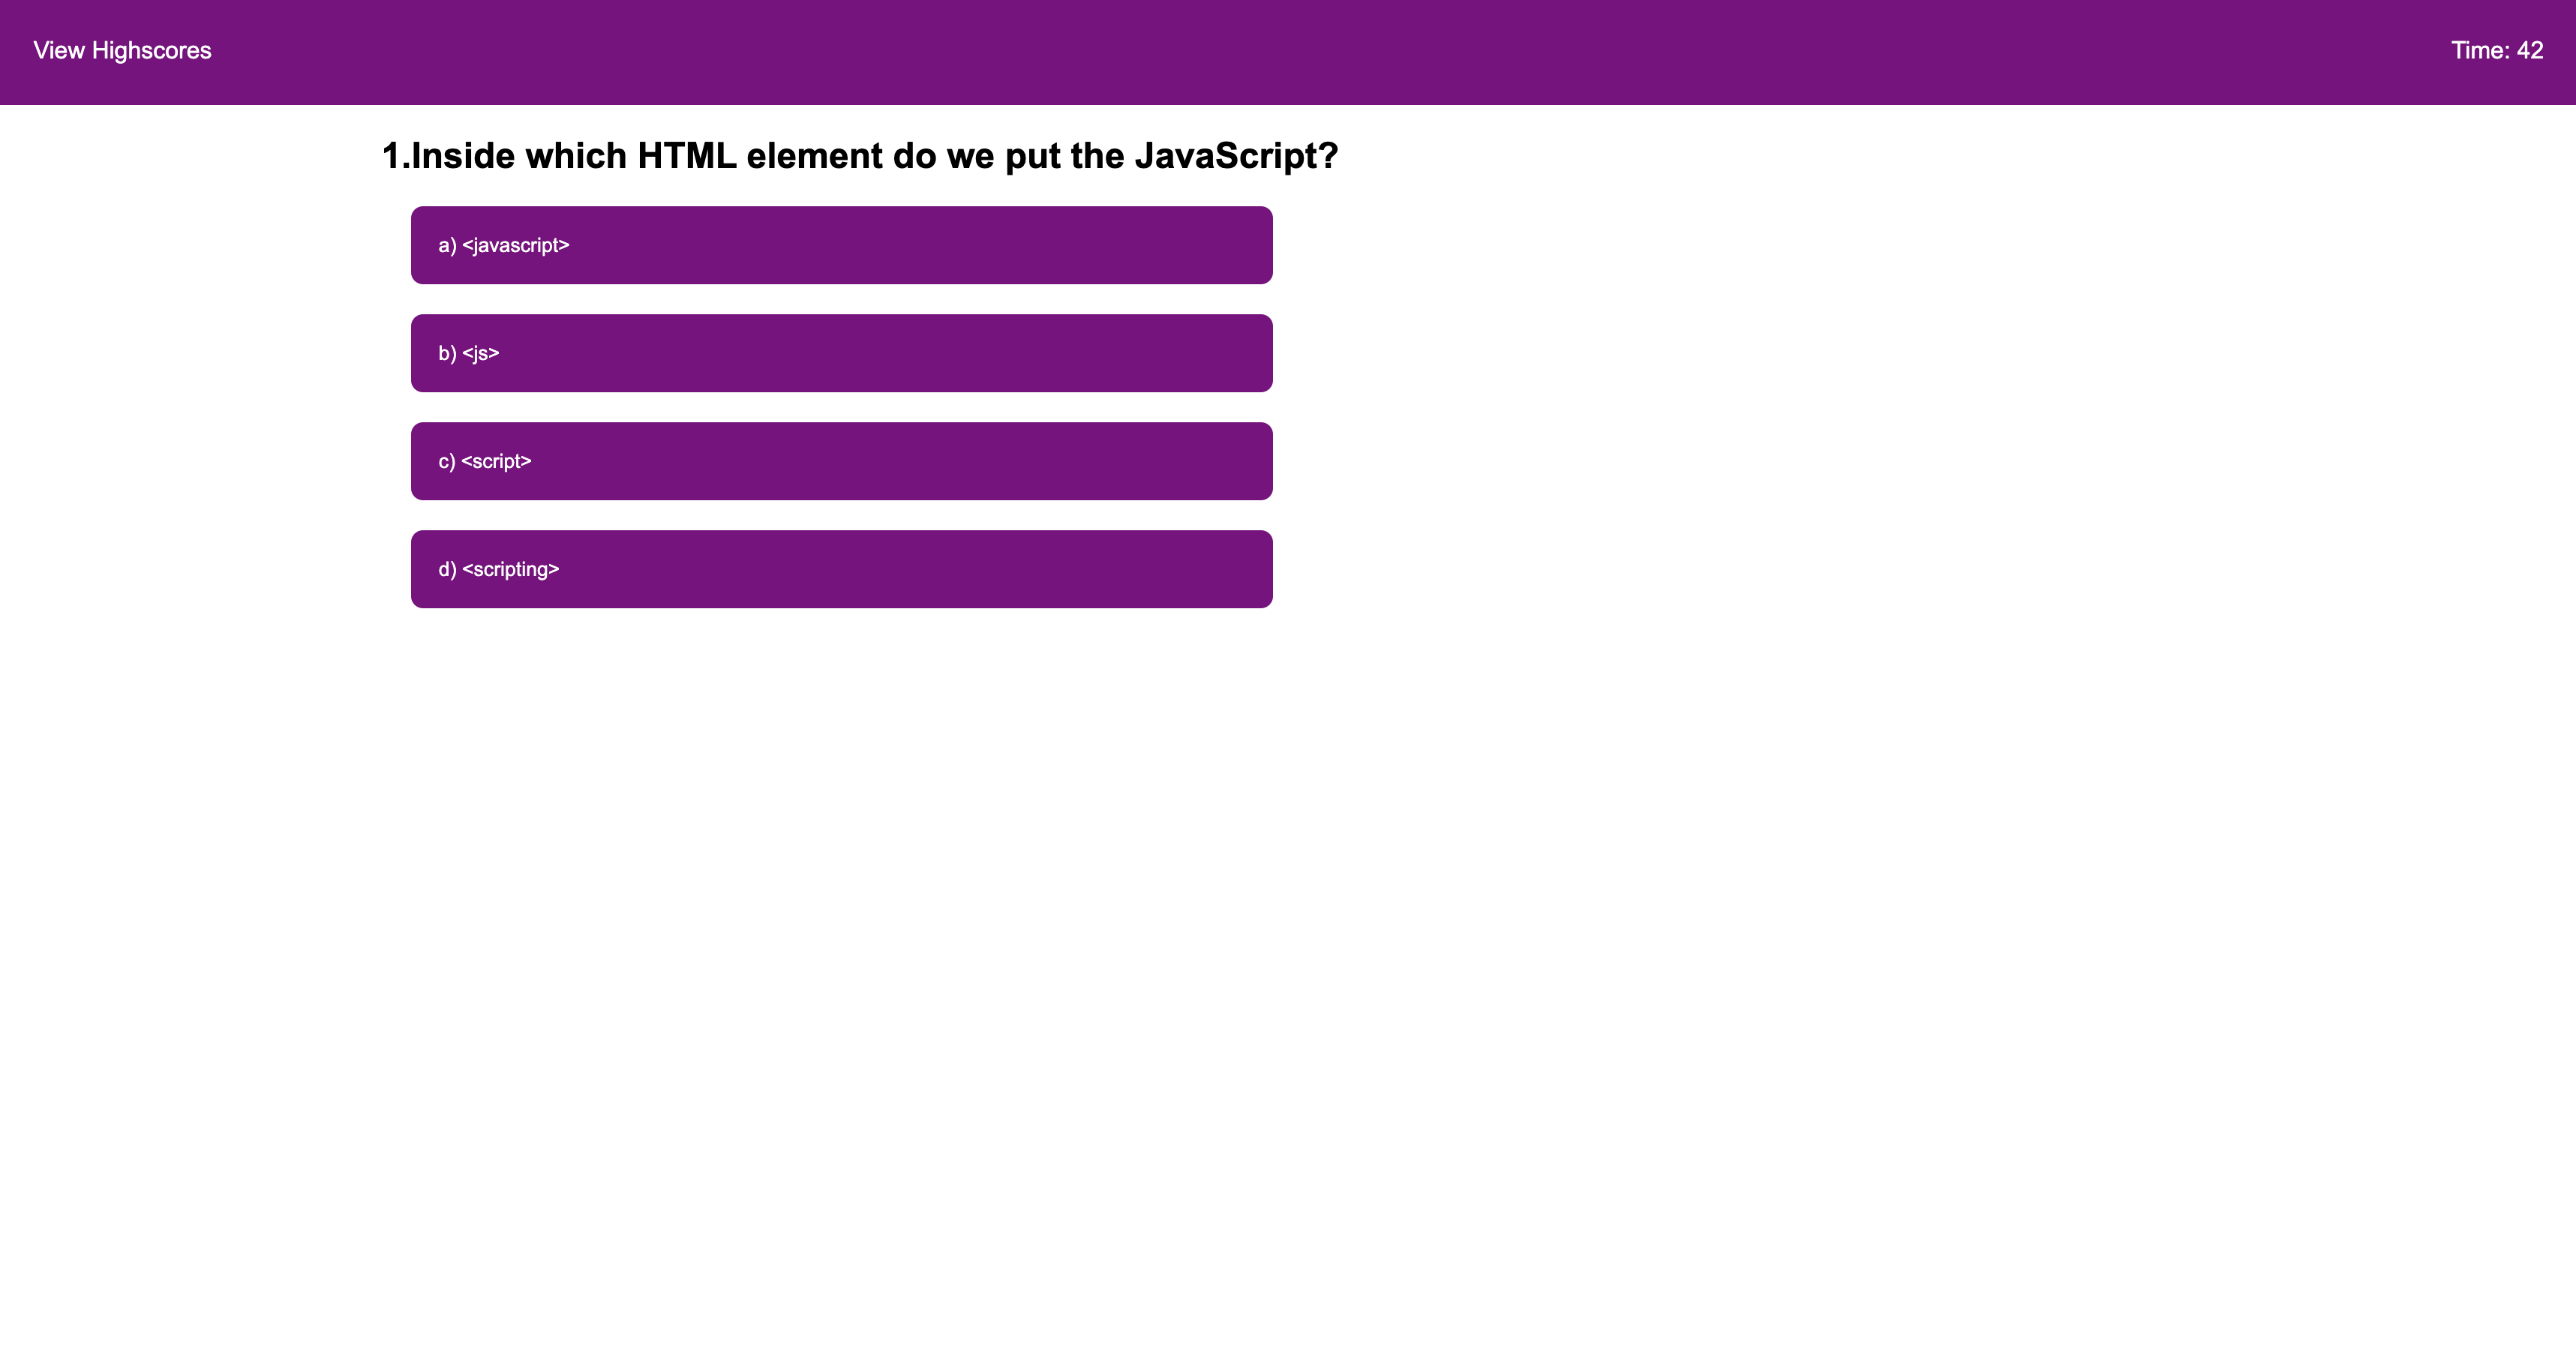 View Highscores
Time: 42
1.Inside which HTML element do we put the JavaScript?
a) <javascript>
b) <js>
c) <script>
d) <scripting>